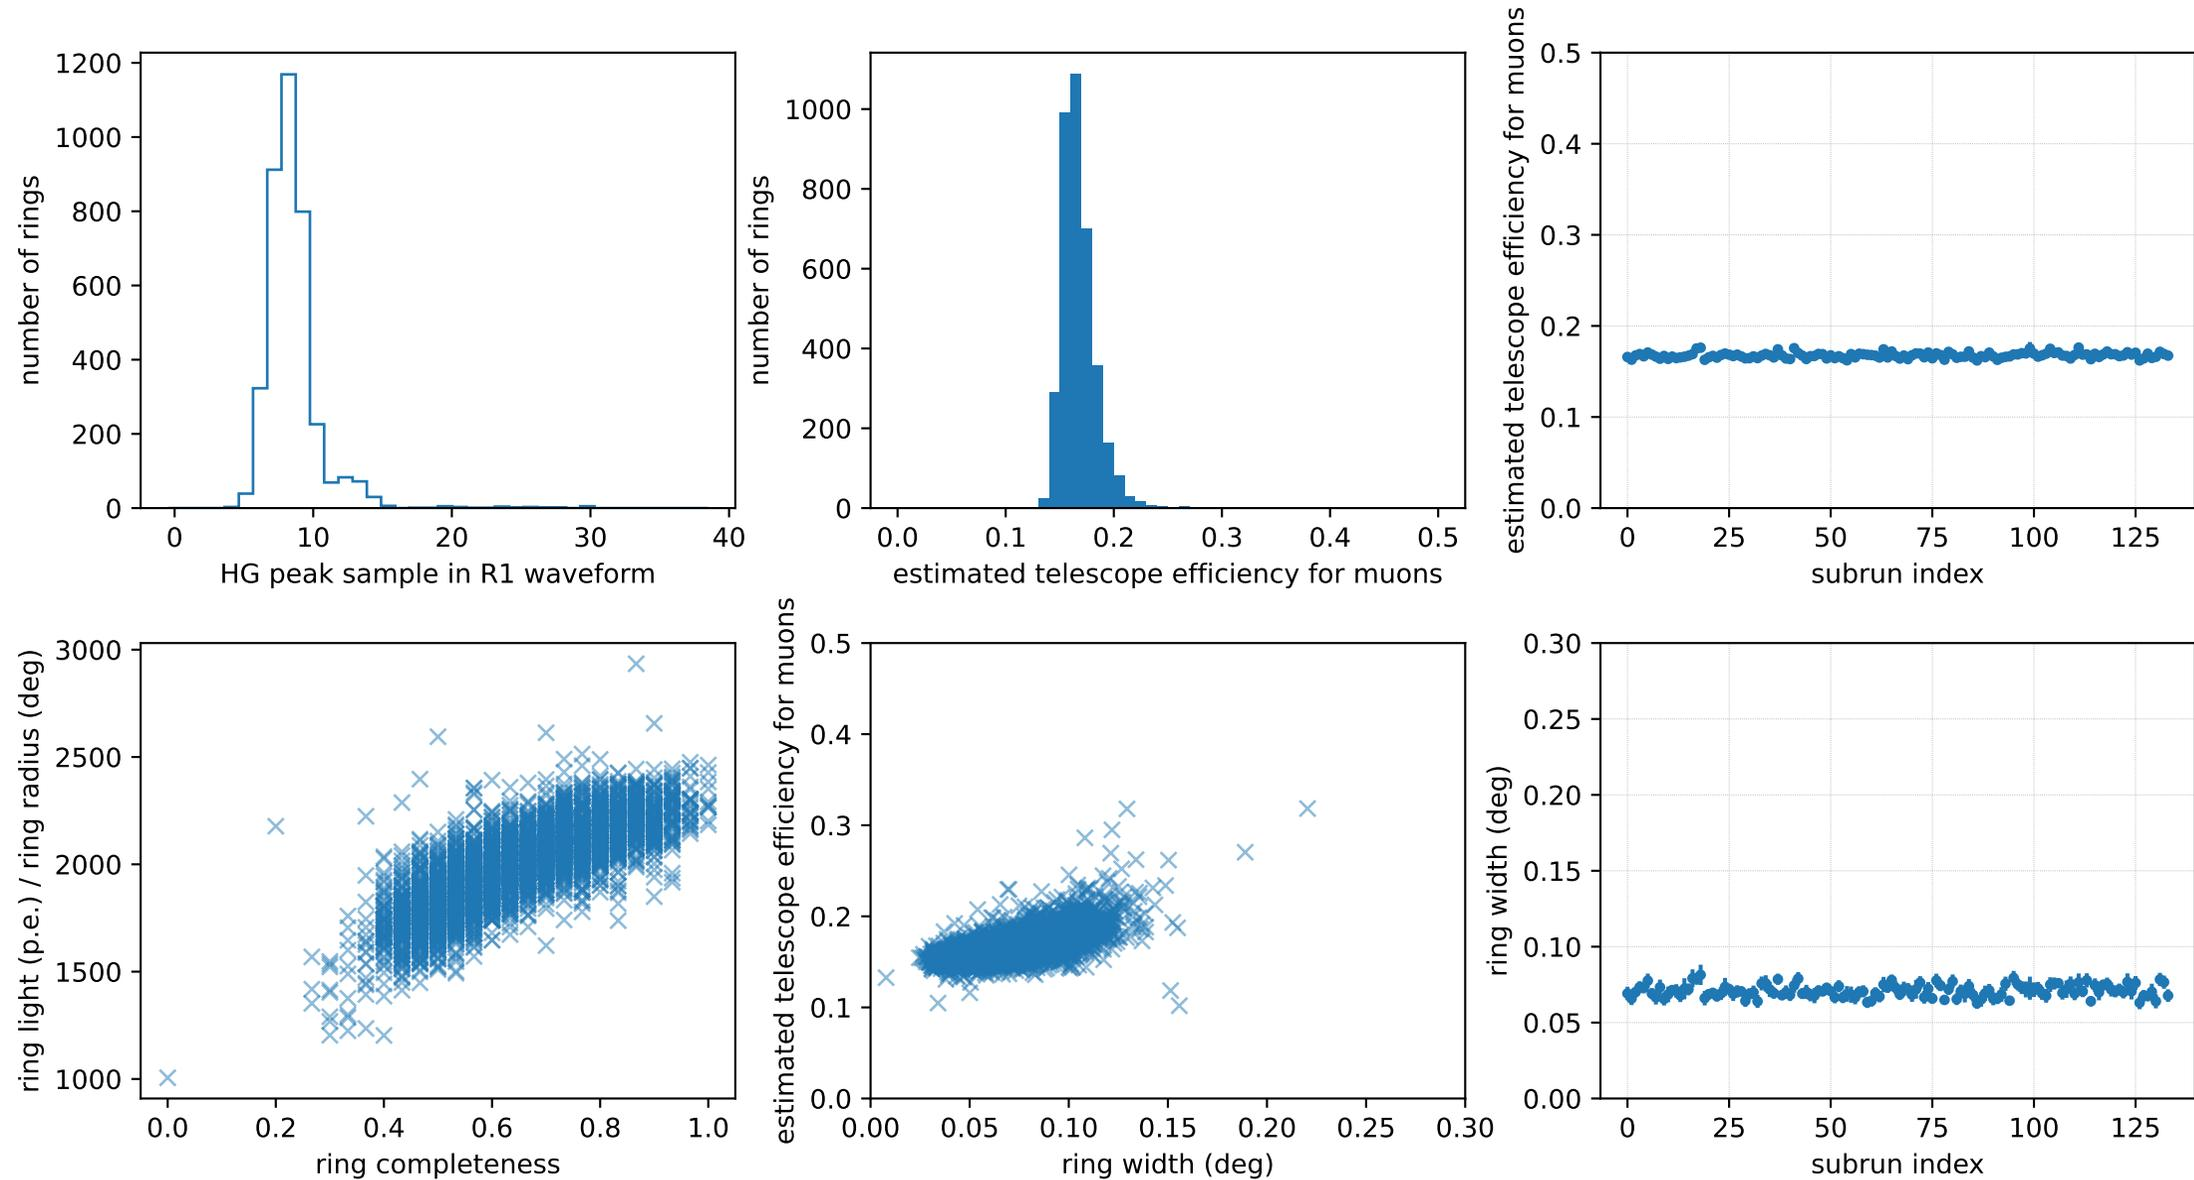 1200
1000
800
600
400
200
0
number of rings
0 10 20 30 40
HG peak sample in R1 waveform
1000
800
600
400
200
0
number of rings
0.0 0.1 0.2 0.3 0.4 0.5
estimated telescope efficiency for muons
0.5
0.4
0.3
0.2
0.1
0.0
estimated telescope efficiency for muons
0 25 50 75 100 125
subrun index
3000
2500
2000
1500
1000
ring light (p.e.) / ring radius (deg)
0.0 0.2 0.4 0.6 0.8 1.0
ring completeness
0.5
0.4
0.3
0.2
0.1
0.0
estimated telescope efficiency for muons
0.00 0.05 0.10 0.15 0.20 0.25 0.30
ring width (deg)
0.30
0.25
0.20
0.15
0.10
0.05
0.00
ring width (deg)
0 25 50 75 100 125
subrun index